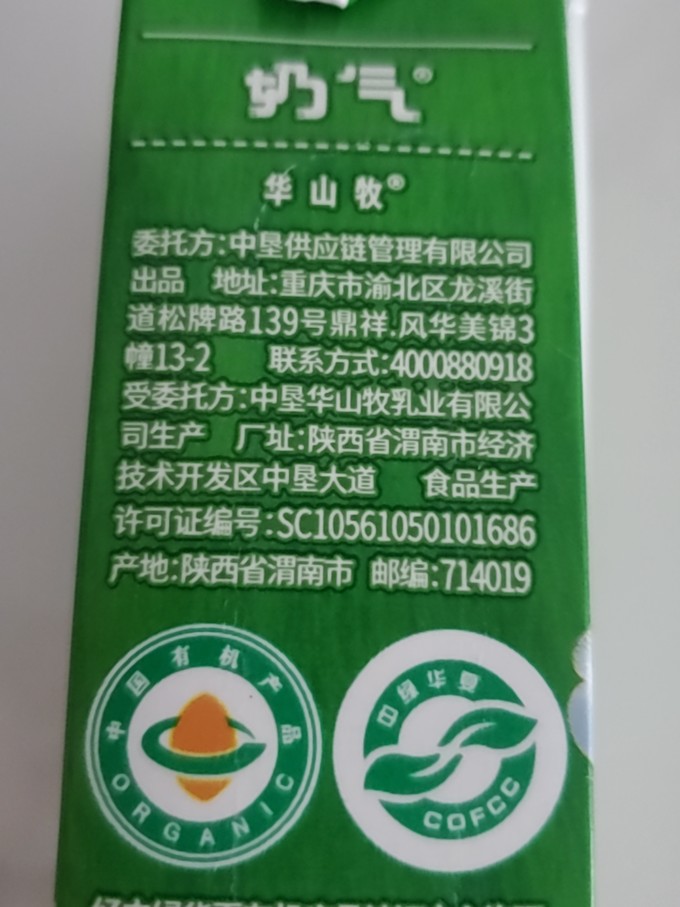 奶气®
华山牧®
委托方:中垦供应链管理有限公司
出品 地址:重庆市渝北区龙溪街
道松牌路139号鼎祥.风华美锦3
幢13-2 联系方式:4000880918
受委托方:中垦华山牧乳业有限公
司生产 厂址:陕西省渭南市经济
技术开发区中垦大道 食品生产
许可证编号:SC10561050101686
产地:陕西省渭南市 邮编:714019
中国有机产品
ORGANIC
中绿华夏
COFCC